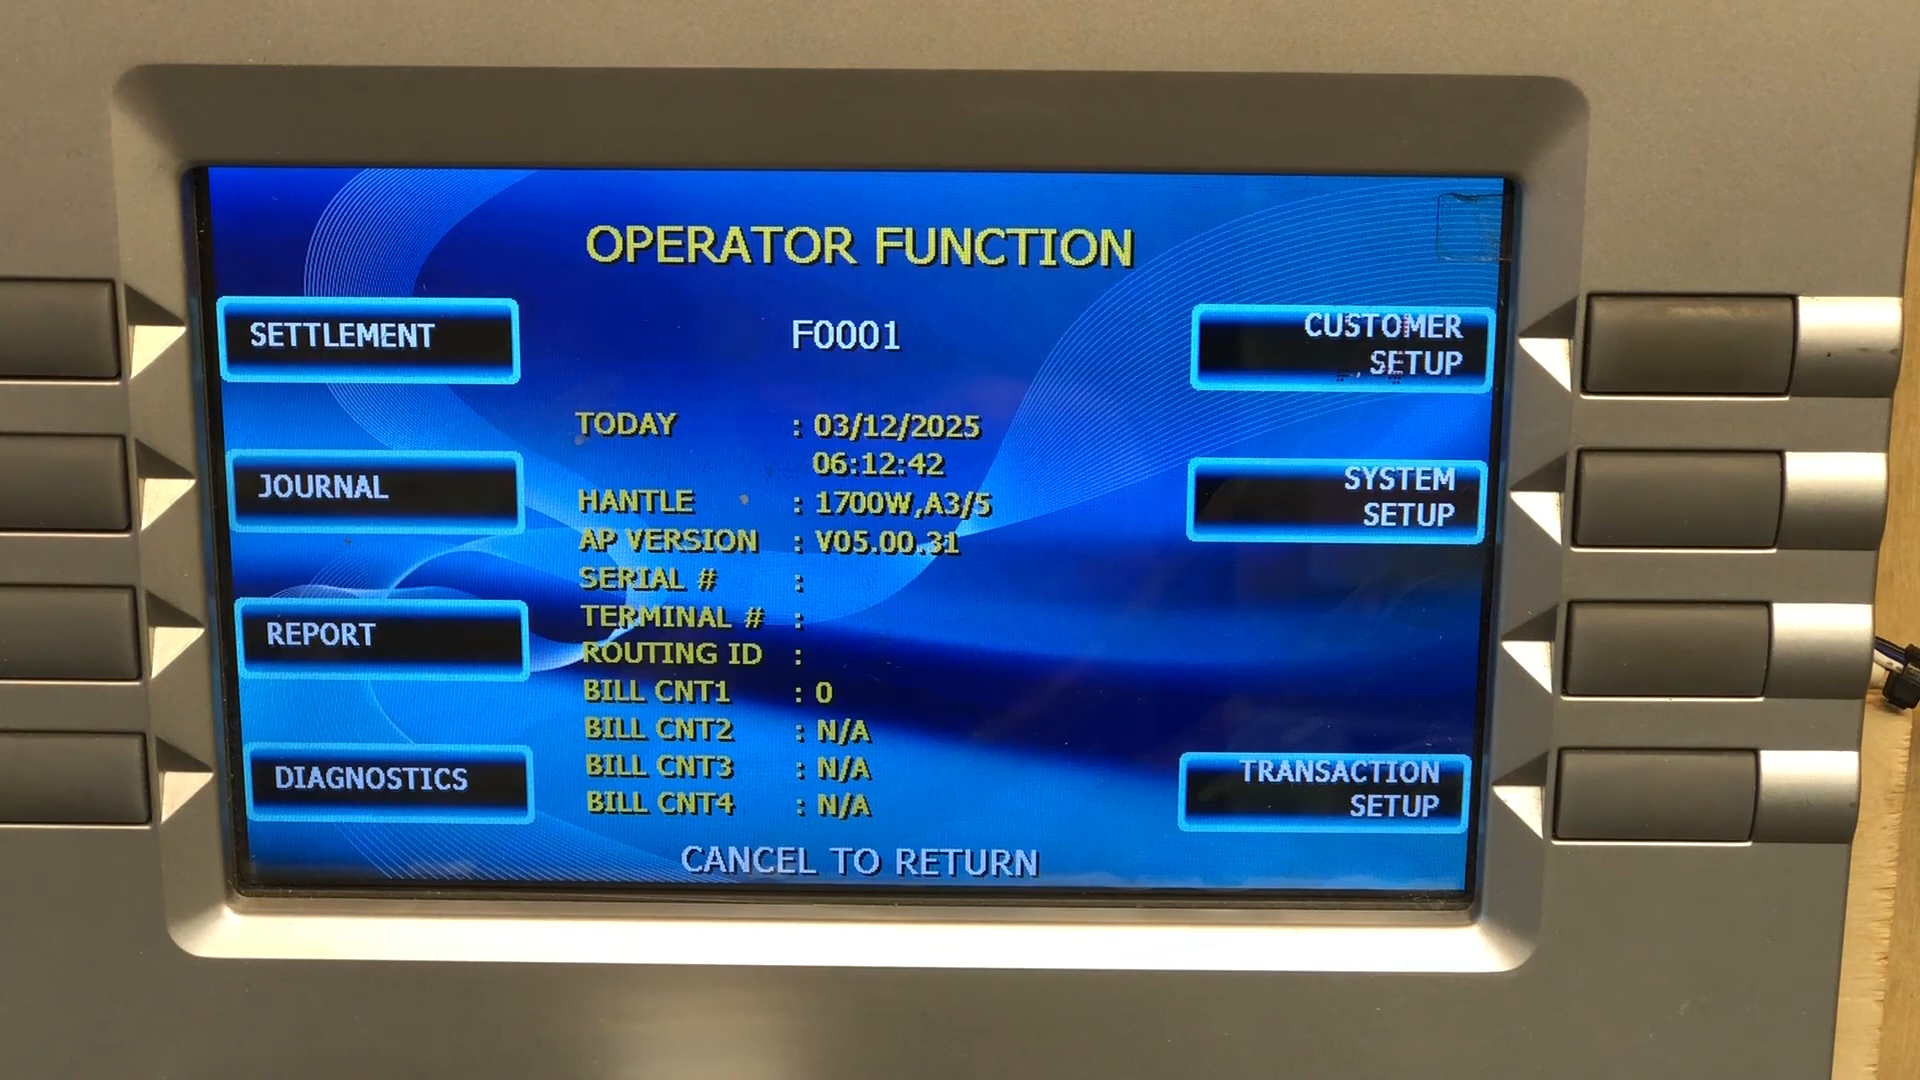 OPERATOR FUNCTION
SETTLEMENT
F0001
CUSTOMER
SETUP
TODAY : 03/12/2025
06:12:42
JOURNAL
HANTLE : 1700W,A3/5
SYSTEM
SETUP
AP VERSION : V05.00.31
SERIAL # :
TERMINAL # :
REPORT
ROUTING ID :
BILL CNT1 : 0
BILL CNT2 : N/A
BILL CNT3 : N/A
DIAGNOSTICS
TRANSACTION
SETUP
BILL CNT4 : N/A
CANCEL TO RETURN